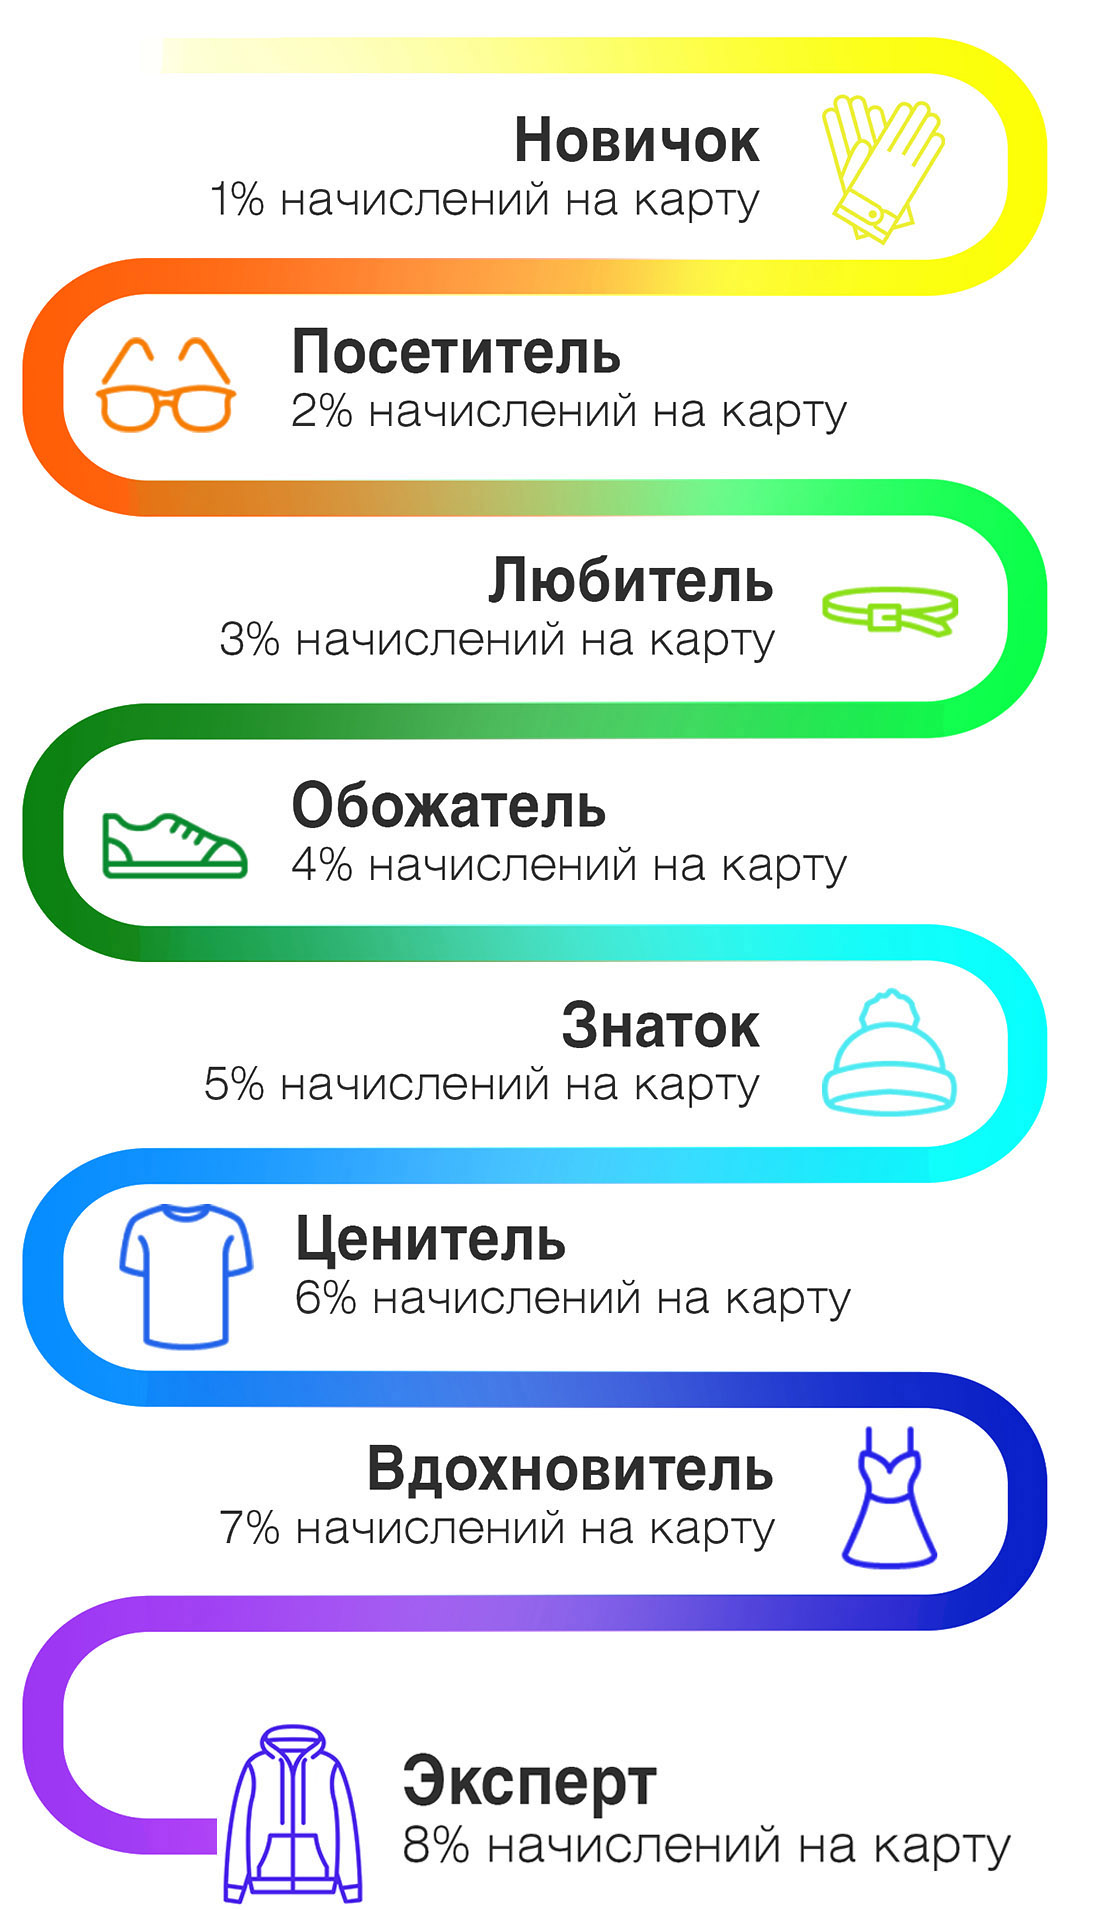 Новичок
1% начислений на карту
Посетитель
2% начислений на карту
Любитель
3% начислений на карту
Обожатель
4% начислений на карту
Знаток
5% начислений на карту
Ценитель
6% начислений на карту
Вдохновитель
7% начислений на карту
Эксперт
8% начислений на карту